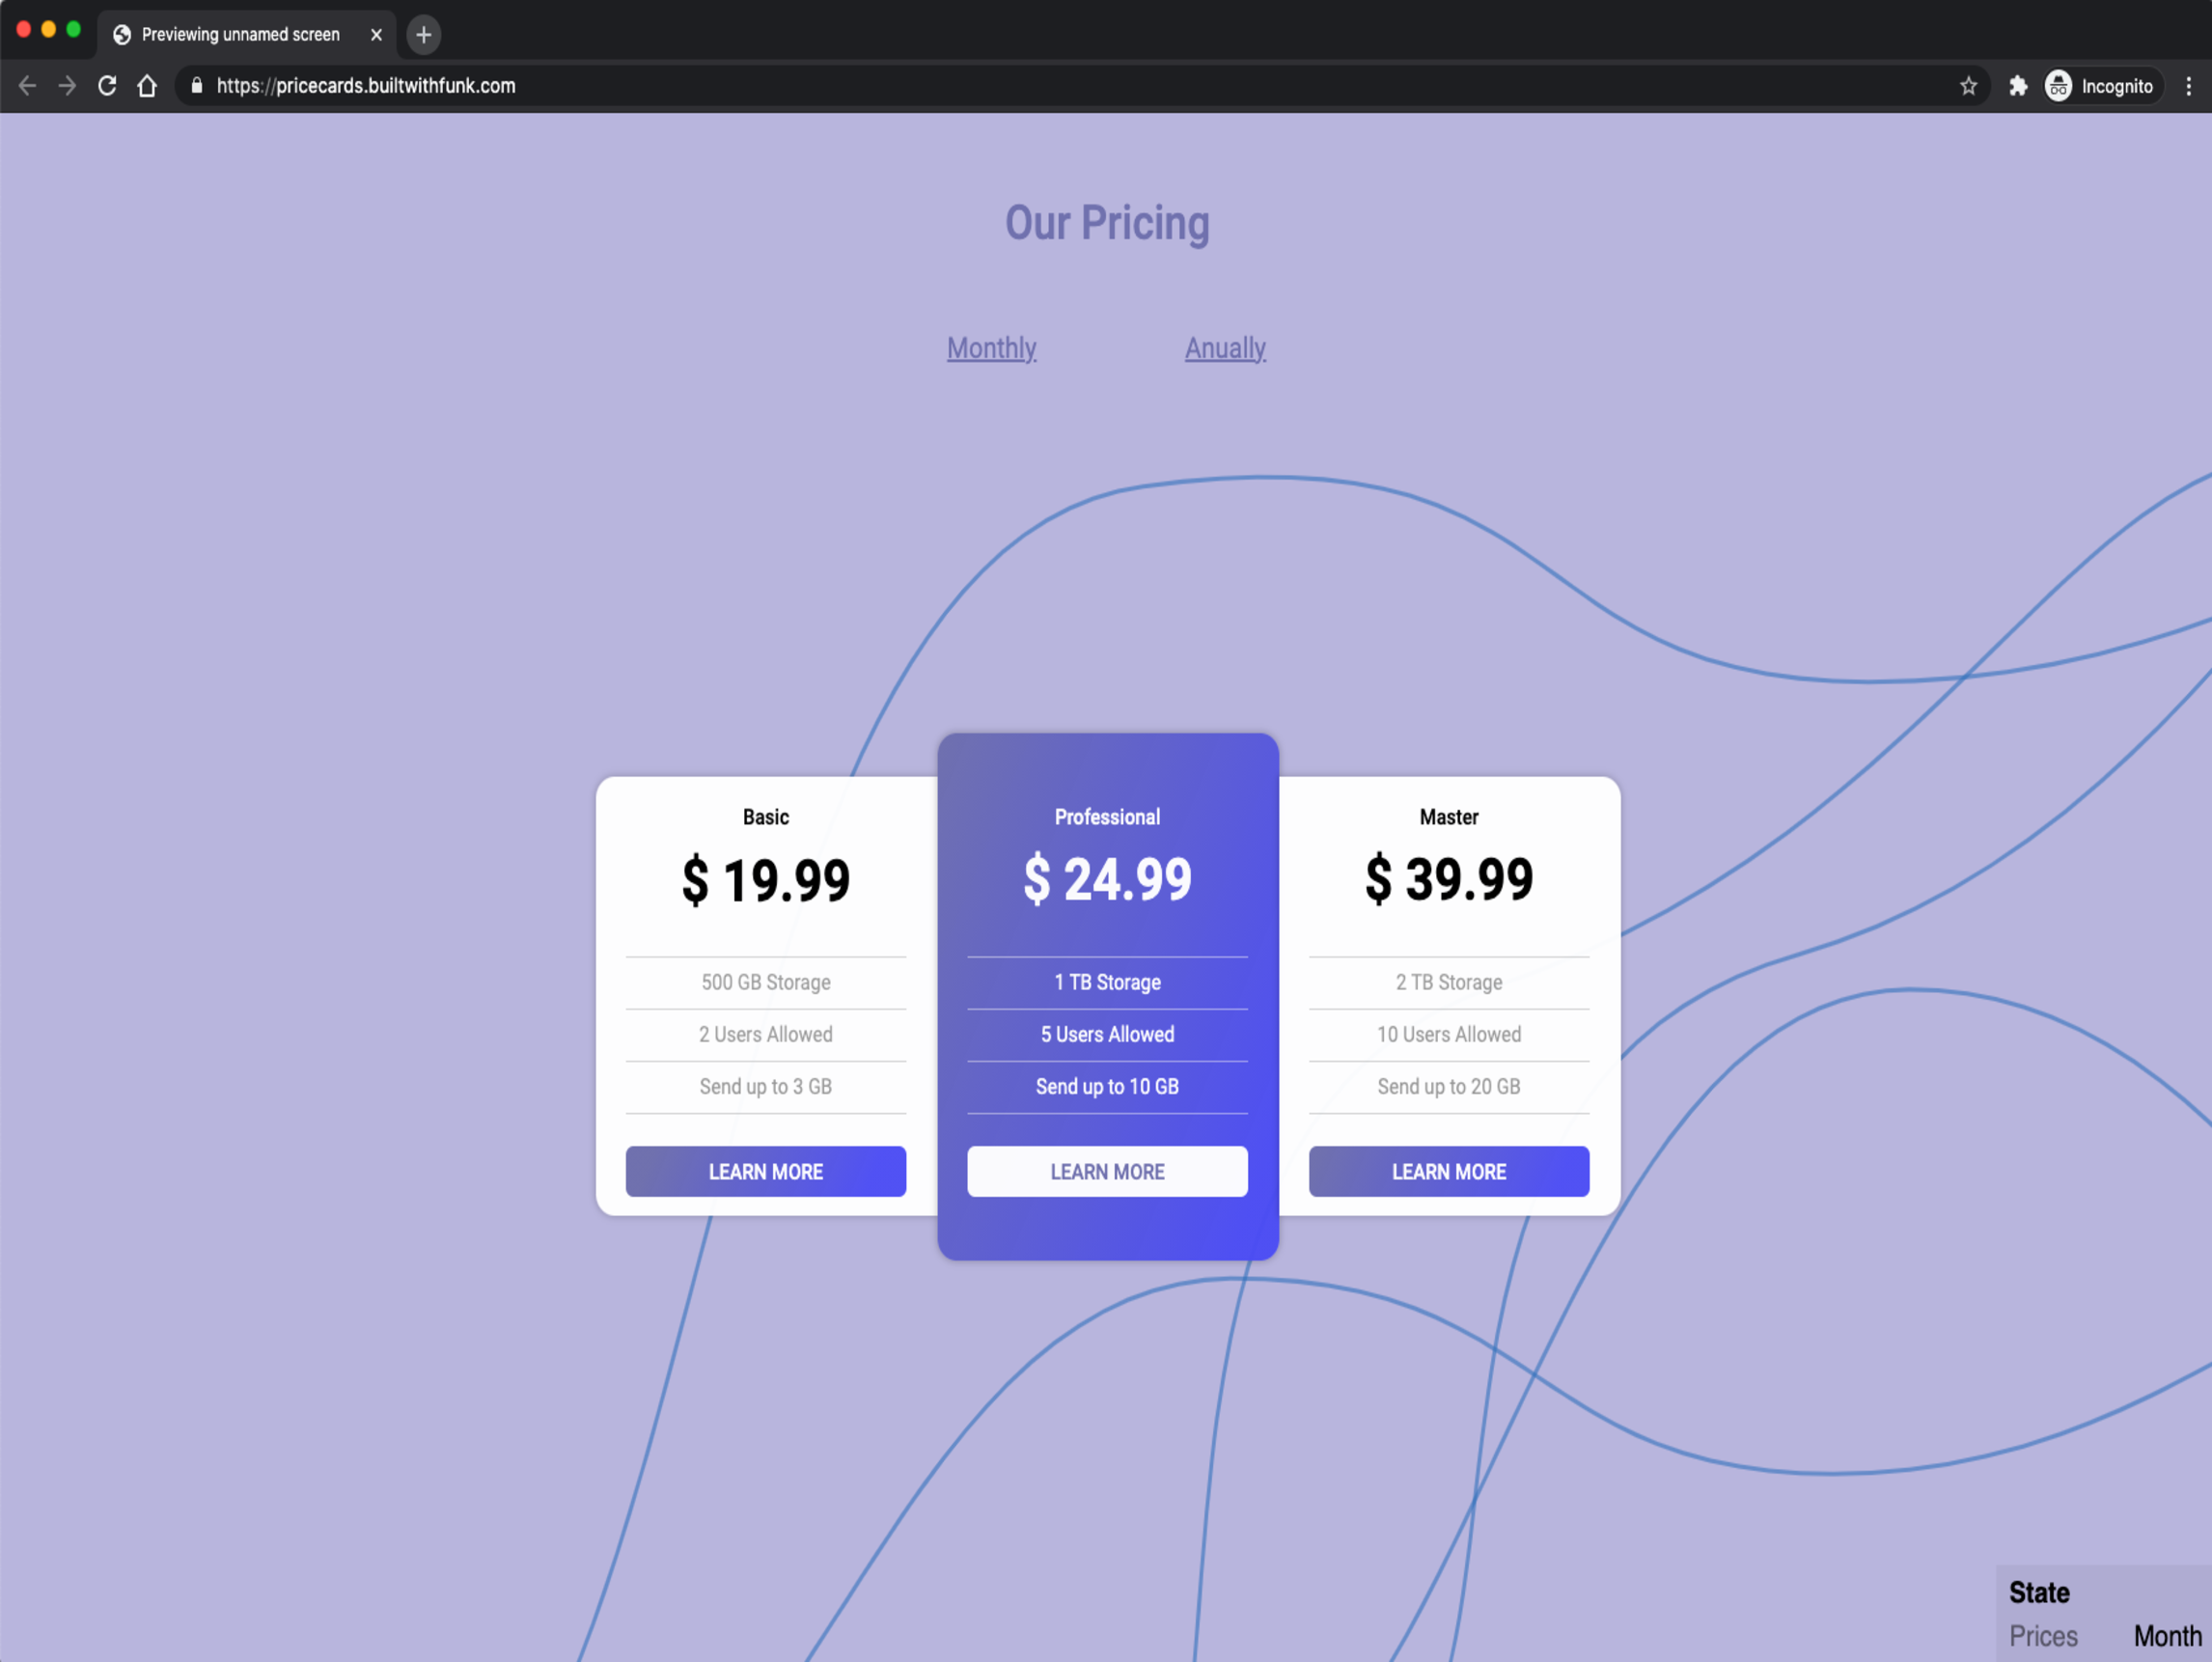 Previewing unnamed screen
https://pricecards.builtwithfunk.com
Incognito
Our Pricing
Monthly
Anually
Basic
$ 19.99
500 GB Storage
2 Users Allowed
Send up to 3 GB
LEARN MORE
Professional
$ 24.99
1 TB Storage
5 Users Allowed
Send up to 10 GB
LEARN MORE
Master
$ 39.99
2 TB Storage
10 Users Allowed
Send up to 20 GB
LEARN MORE
State
Prices Month